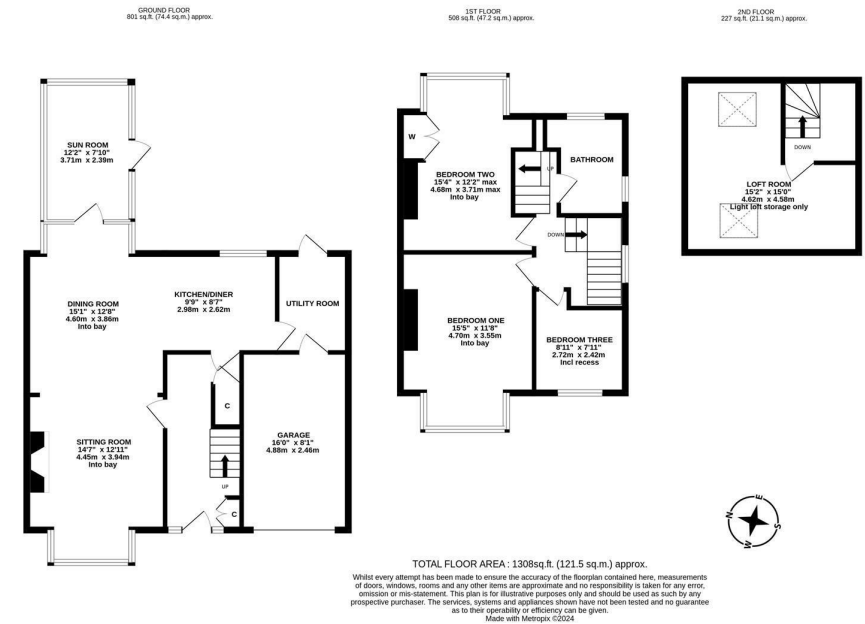 GROUND FLOOR
801 sq.ft. (74.4 sq.m.) approx.
1ST FLOOR
508 sq.ft. (47.2 sq.m.) approx.
2ND FLOOR
227 sq.ft. (21.1 sq.m.) approx.
SUN ROOM
12'2" x 7'10"
3.71m x 2.39m
DINING ROOM
15'1" x 12'8"
4.60m x 3.86m
Into bay
KITCHEN/DINER
9'9" x 8'7"
2.98m x 2.62m
UTILITY ROOM
C
SITTING ROOM
14'7" x 12'11"
4.45m x 3.94m
Into bay
GARAGE
16'0" x 8'1"
4.88m x 2.46m
UP
C
W
BEDROOM TWO
15'4" x 12'2" max
4.68m x 3.71m max
Into bay
UP
BATHROOM
DOWN
BEDROOM ONE
15'5" x 11'8"
4.70m x 3.55m
Into bay
BEDROOM THREE
8'11" x 7'11"
2.72m x 2.42m
Incl recess
DOWN
LOFT ROOM
15'2" x 15'0"
4.62m x 4.58m
Light loft storage only
N
E
S
W
TOTAL FLOOR AREA : 1308sq.ft. (121.5 sq.m.) approx.
Whilst every attempt has been made to ensure the accuracy of the floorplan contained here, measurements
of doors, windows, rooms and any other items are approximate and no responsibility is taken for any error,
omission or mis-statement. This plan is for illustrative purposes only and should be used as such by any
prospective purchaser. The services, systems and appliances shown have not been tested and no guarantee
as to their operability or efficiency can be given.
Made with Metropix ©2024